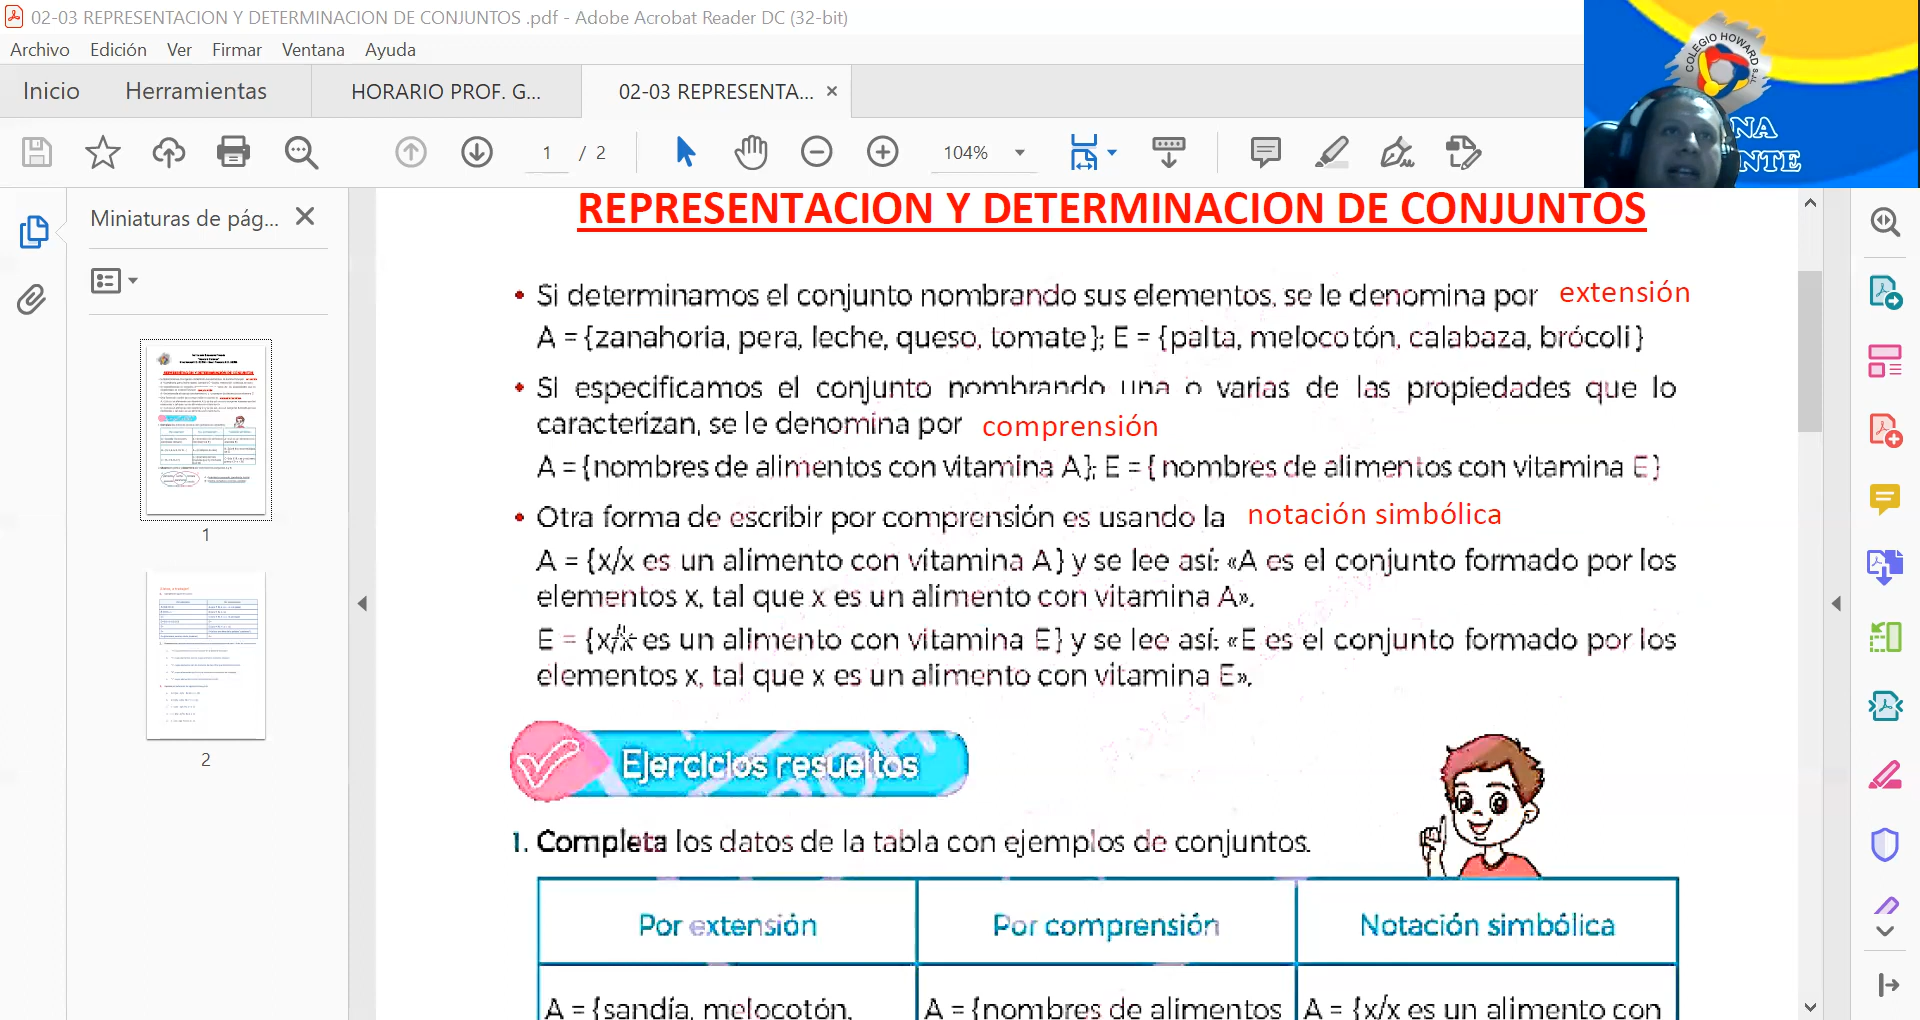 02-03 REPRESENTACION Y DETERMINACION DE CONJUNTOS .pdf - Adobe Acrobat Reader DC (32-bit)
Archivo Edición Ver Firmar Ventana Ayuda
Inicio Herramientas HORARIO PROF. G... 02-03 REPRESENTA... ×
1 / 2 104%
COLEGIO HOWARD S.R.L.
NA
NTE
Miniaturas de pág...
1
2
REPRESENTACION Y DETERMINACION DE CONJUNTOS
• Si determinamos el conjunto nombrando sus elementos, se le denomina por extensión
A = {zanahoria, pera, leche, queso, tomate}; E = {palta, melocotón, calabaza, brócoli}
• Si especificamos el conjunto nombrando una o varias de las propiedades que lo
caracterizan, se le denomina por comprensión
A = {nombres de alimentos con vitamina A}; E = {nombres de alimentos con vitamina E}
• Otra forma de escribir por comprensión es usando la notación simbólica
A = {x/x es un alimento con vitamina A} y se lee así: «A es el conjunto formado por los
elementos x, tal que x es un alimento con vitamina A».
E = {x/x es un alimento con vitamina E} y se lee así: «E es el conjunto formado por los
elementos x, tal que x es un alimento con vitamina E».
Ejercicios resueltos
1. Completa los datos de la tabla con ejemplos de conjuntos.
Por extensión Por comprensión Notación simbólica
A = {sandía, melocotón, A = {nombres de alimentos A = {x/x es un alimento con